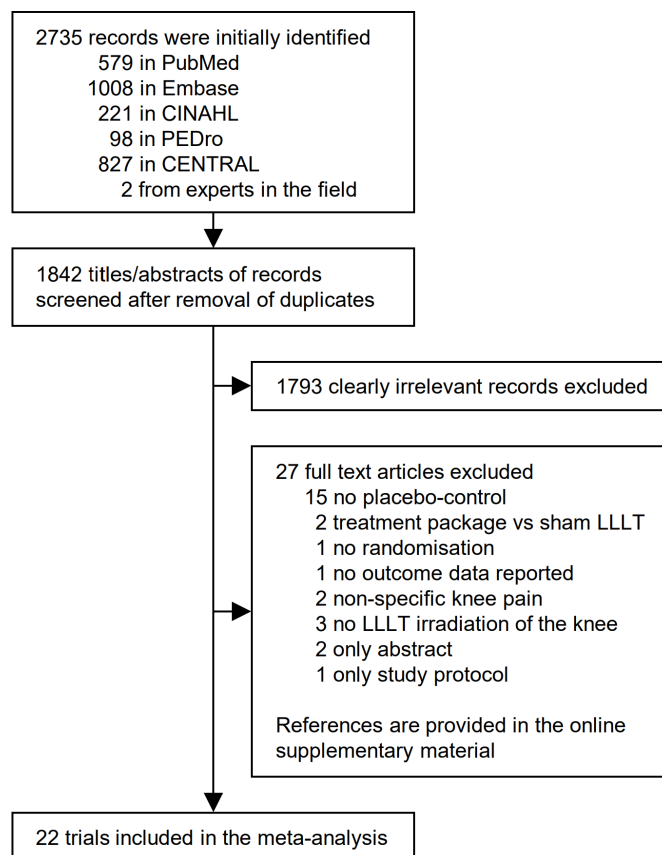 2735 records were initially identified
579 in PubMed
1008 in Embase
221 in CINAHL
98 in PEDro
827 in CENTRAL
2 from experts in the field
1842 titles/abstracts of records
screened after removal of duplicates
1793 clearly irrelevant records excluded
27 full text articles excluded
15 no placebo-control
2 treatment package vs sham LLLT
1 no randomisation
1 no outcome data reported
2 non-specific knee pain
3 no LLLT irradiation of the knee
2 only abstract
1 only study protocol
References are provided in the online
supplementary material
22 trials included in the meta-analysis